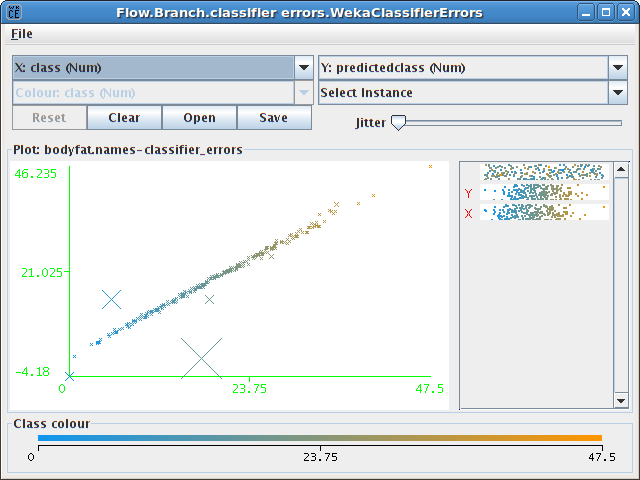 Flow.Branch.classifier errors.WekaClassifierErrors
File
X: class (Num)
Y: predictedclass (Num)
Colour: class (Num)
Select Instance
Reset
Clear
Open
Save
Jitter
Plot: bodyfat.names-classifier_errors
46.235
21.025
-4.18
0
23.75
47.5
Y
X
Class colour
0
23.75
47.5